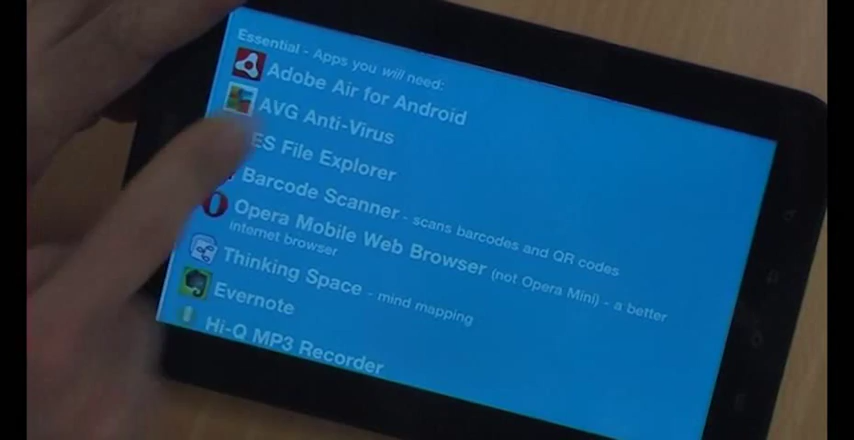 Essential - Apps you will need:
Adobe Air for Android
AVG Anti-Virus
ES File Explorer
Barcode Scanner - scans barcodes and QR codes
Opera Mobile Web Browser (not Opera Mini) - a better
internet browser
Thinking Space - mind mapping
Evernote
Hi-Q MP3 Recorder